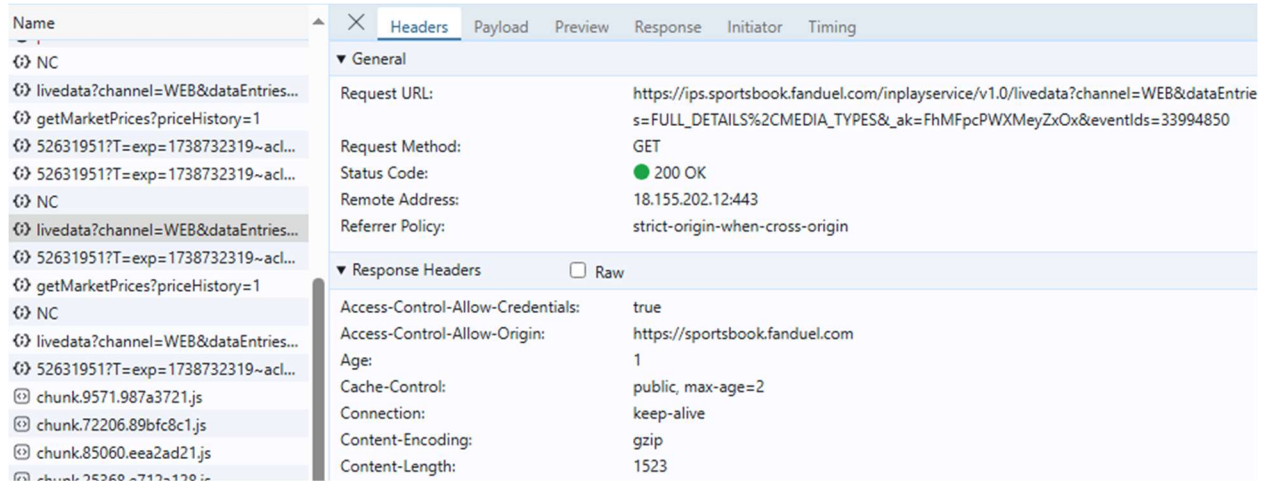 Name
NC
livedata?channel=WEB&dataEntries...
getMarketPrices?priceHistory=1
52631951?T=exp=1738732319~acl...
52631951?T=exp=1738732319~acl...
NC
livedata?channel=WEB&dataEntries...
52631951?T=exp=1738732319~acl...
getMarketPrices?priceHistory=1
NC
livedata?channel=WEB&dataEntries...
52631951?T=exp=1738732319~acl...
chunk.9571.987a3721.js
chunk.72206.89bfc8c1.js
chunk.85060.eea2ad21.js
chunk.25368.e712a128.js
Headers Payload Preview Response Initiator Timing
General
Request URL: https://ips.sportsbook.fanduel.com/inplayservice/v1.0/livedata?channel=WEB&dataEntrie
s=FULL_DETAILS%2CMEDIA_TYPES&_ak=FhMFpcPWXMeyZxOx&eventIds=33994850
Request Method: GET
Status Code: 200 OK
Remote Address: 18.155.202.12:443
Referrer Policy: strict-origin-when-cross-origin
Response Headers Raw
Access-Control-Allow-Credentials: true
Access-Control-Allow-Origin: https://sportsbook.fanduel.com
Age: 1
Cache-Control: public, max-age=2
Connection: keep-alive
Content-Encoding: gzip
Content-Length: 1523